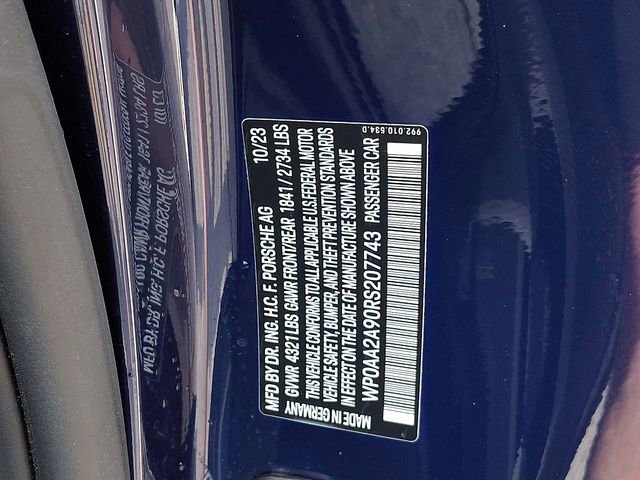 MFD BY DR. ING. H.C. F. PORSCHE AG 10/23
GVWR 4321 LBS GAWR FRONT/REAR 1841 / 2734 LBS
THIS VEHICLE CONFORMS TO ALL APPLICABLE U.S. FEDERAL MOTOR
VEHICLE SAFETY, BUMPER, AND THEFT PREVENTION STANDARDS
IN EFFECT ON THE DATE OF MANUFACTURE SHOWN ABOVE
WP0AA2A90RS207743 PASSENGER CAR
MADE IN GERMANY
992.010.534.D